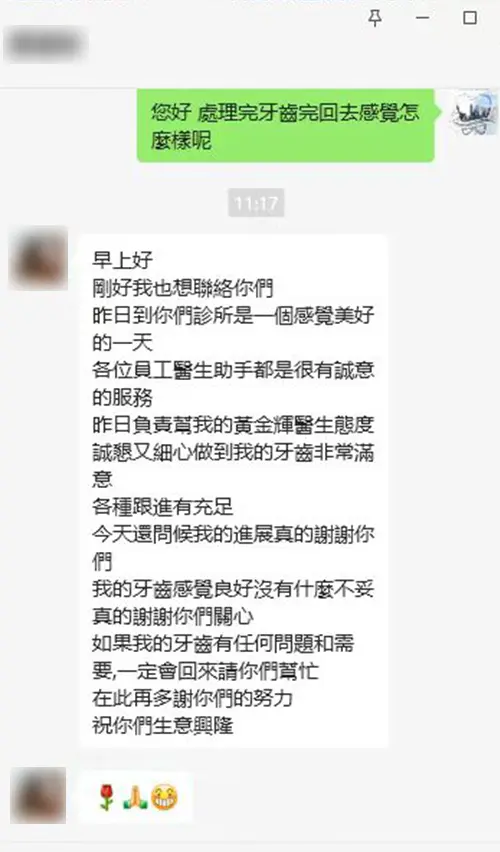 您好 處理完牙齒完回去感覺怎
麼樣呢
11:17
早上好
剛好我也想聯絡你們
昨日到你們診所是一個感覺美好
的一天
各位員工醫生助手都是很有誠意
的服務
昨日負責幫我的黃金輝醫生態度
誠懇又細心做到我的牙齒非常滿
意
各種跟進有充足
今天還問候我的進展真的謝謝你
們
我的牙齒感覺良好沒有什麼不妥
真的謝謝你們關心
如果我的牙齒有任何問題和需
要,一定會回來請你們幫忙
在此再多謝你們的努力
祝你們生意興隆
🌹🙏😁